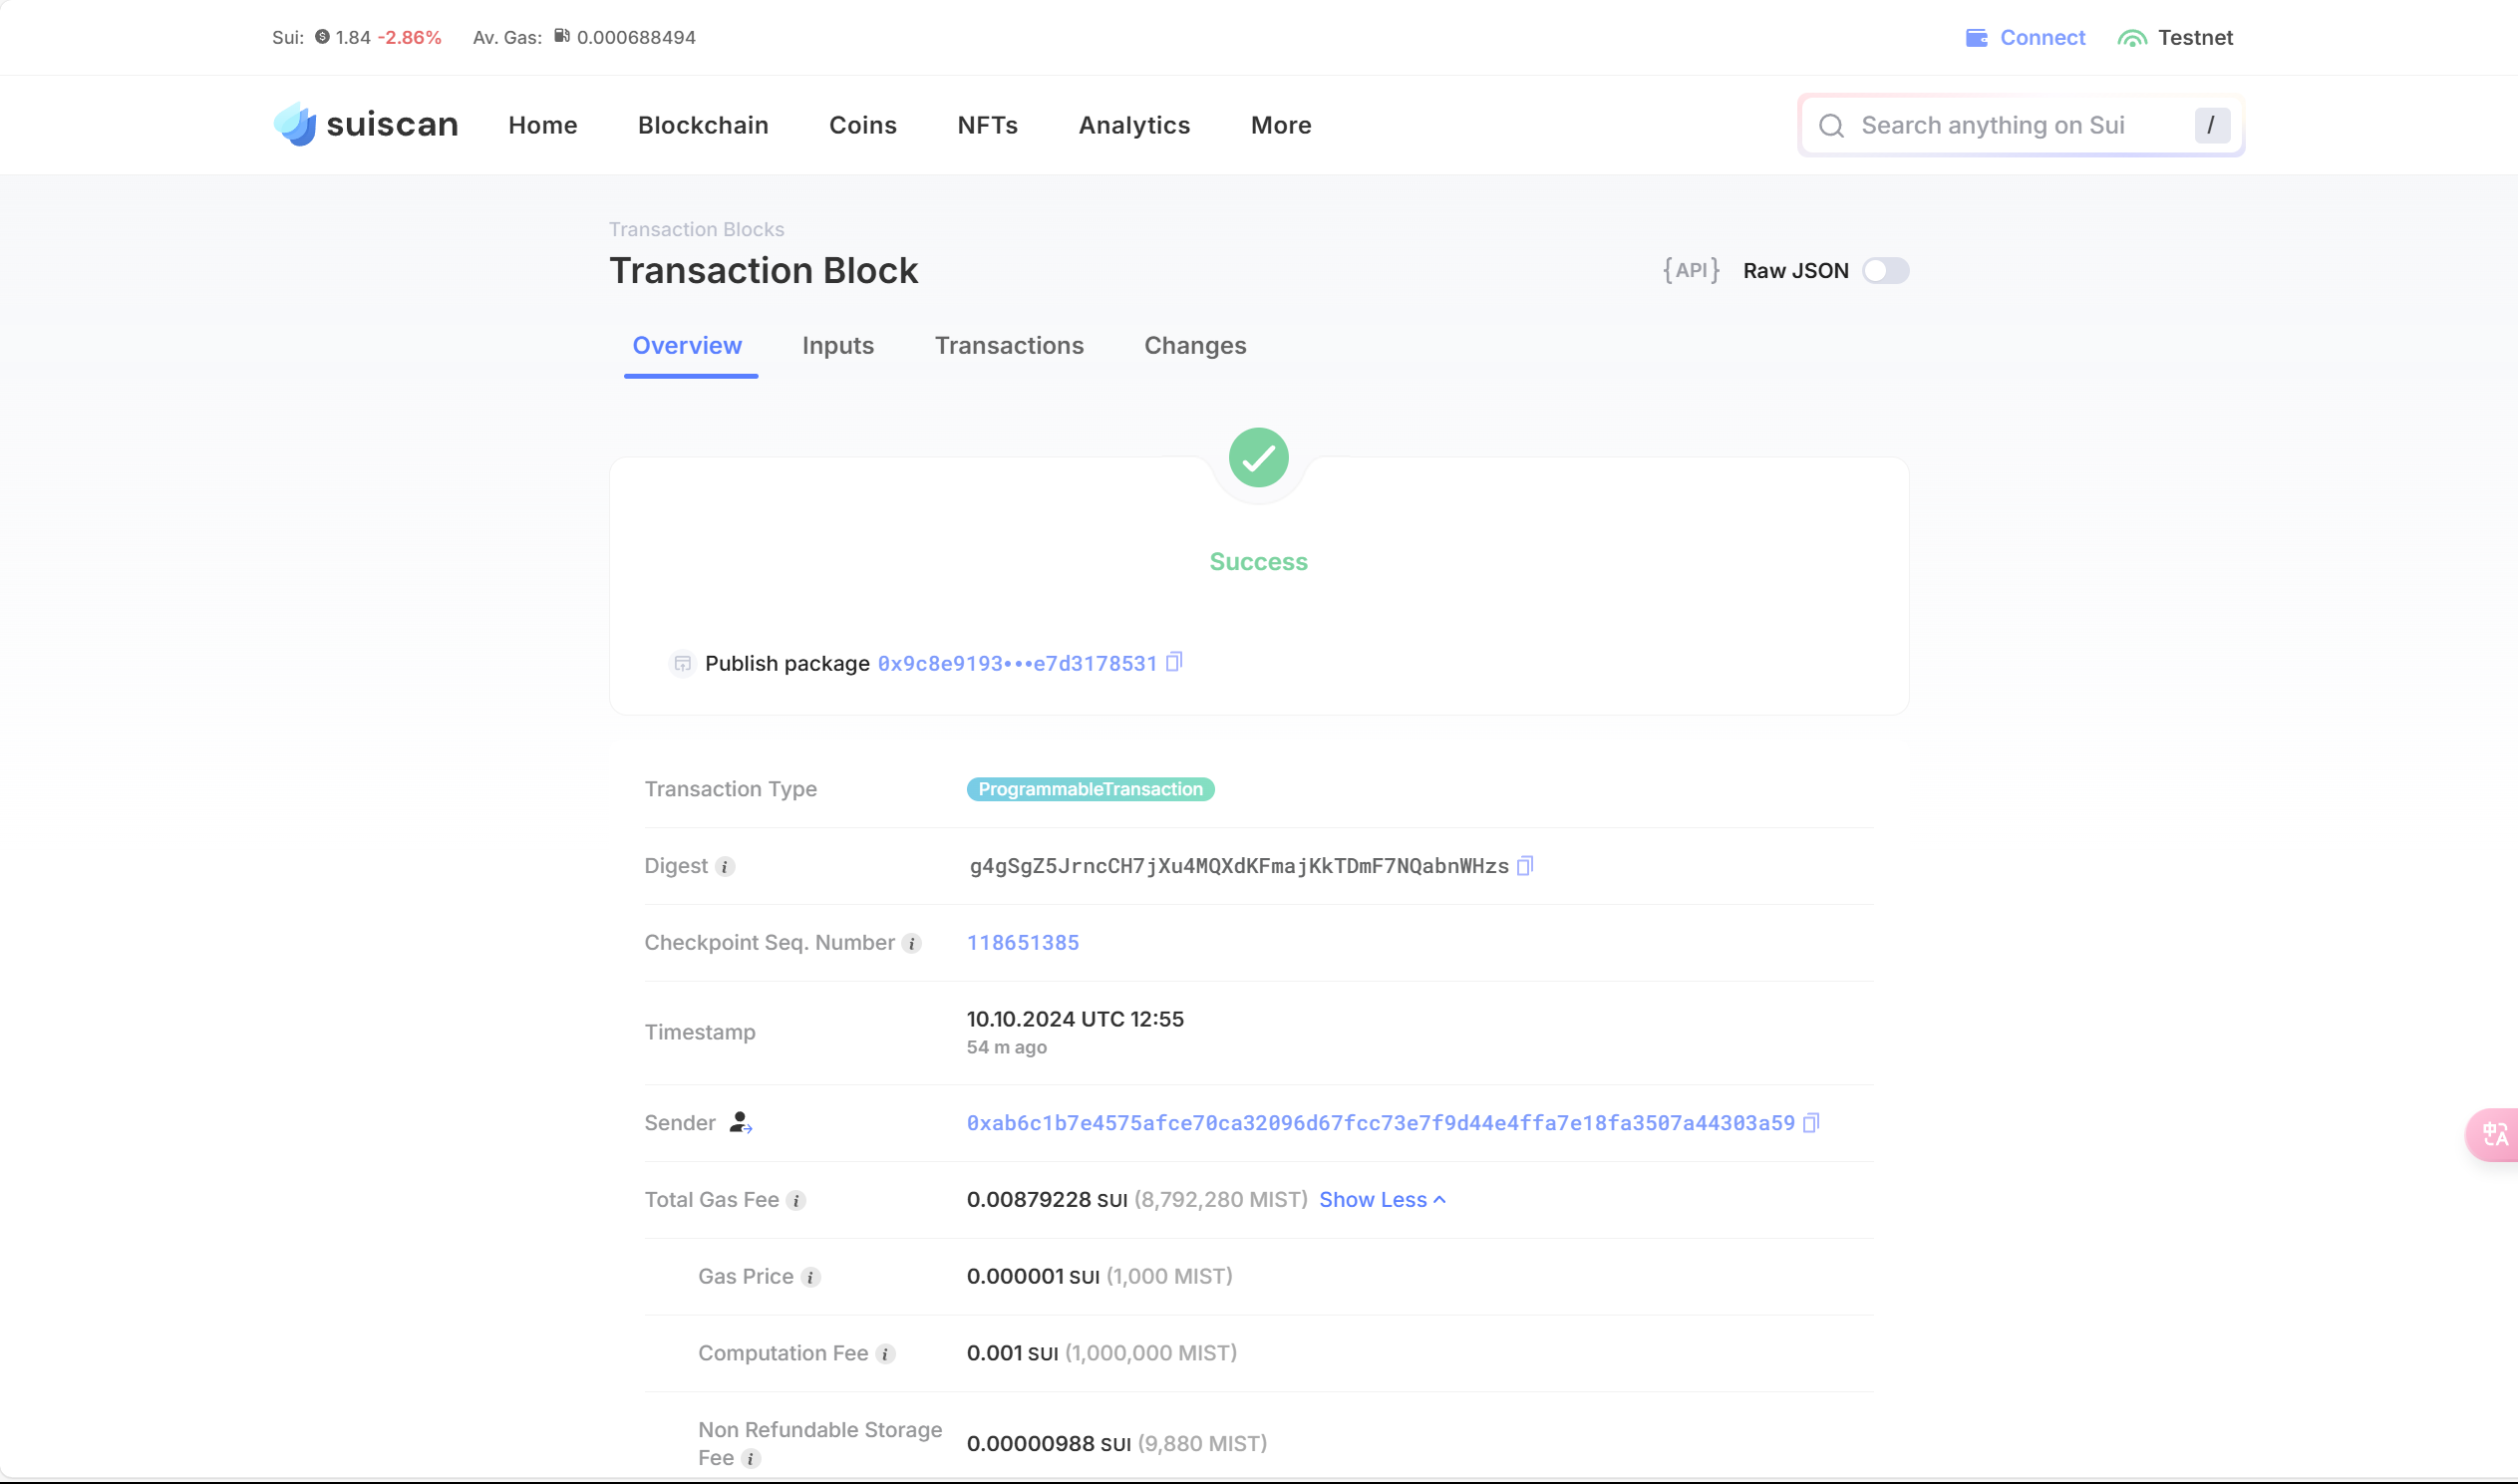 Sui: 1.84 -2.86% Av. Gas: 0.000688494
Connect Testnet
suiscan Home Blockchain Coins NFTs Analytics More
Search anything on Sui /
Transaction Blocks
Transaction Block
{API} Raw JSON
Overview Inputs Transactions Changes
Success
Publish package 0x9c8e9193•••e7d3178531
Transaction Type ProgrammableTransaction
Digest i g4gSgZ5JrncCH7jXu4MQXdKFmajKkTDmF7NQabnWHzs
Checkpoint Seq. Number i 118651385
Timestamp 10.10.2024 UTC 12:55
54 m ago
Sender 0xab6c1b7e4575afce70ca32096d67fcc73e7f9d44e4ffa7e18fa3507a44303a59
Total Gas Fee i 0.00879228 SUI (8,792,280 MIST) Show Less
Gas Price i 0.000001 SUI (1,000 MIST)
Computation Fee i 0.001 SUI (1,000,000 MIST)
Non Refundable Storage
Fee i 0.00000988 SUI (9,880 MIST)
中A